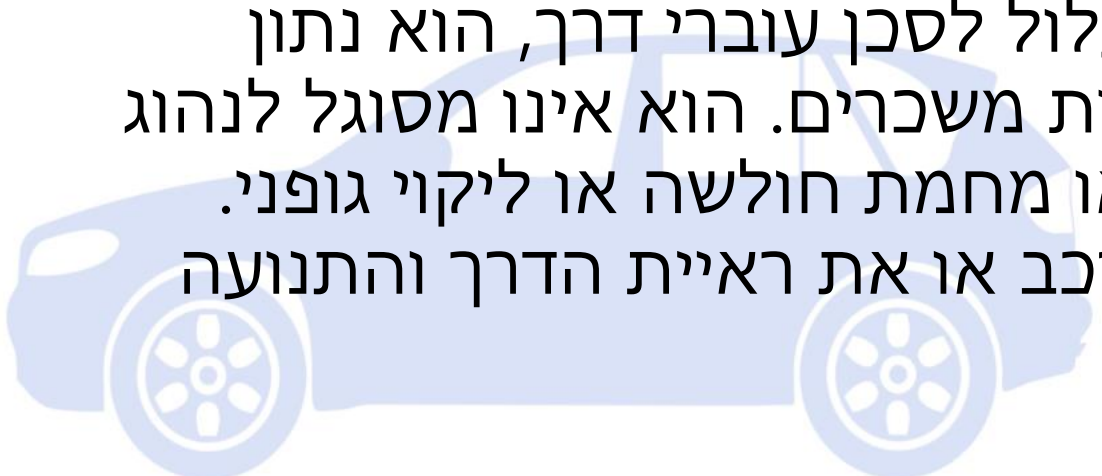 לסכן עוברי דרך, הוא נתון
משכרים. הוא אינו מסוגל לנהוג
מחמת חולשה או ליקוי גופני.
או את ראיית הדרך והתנועה